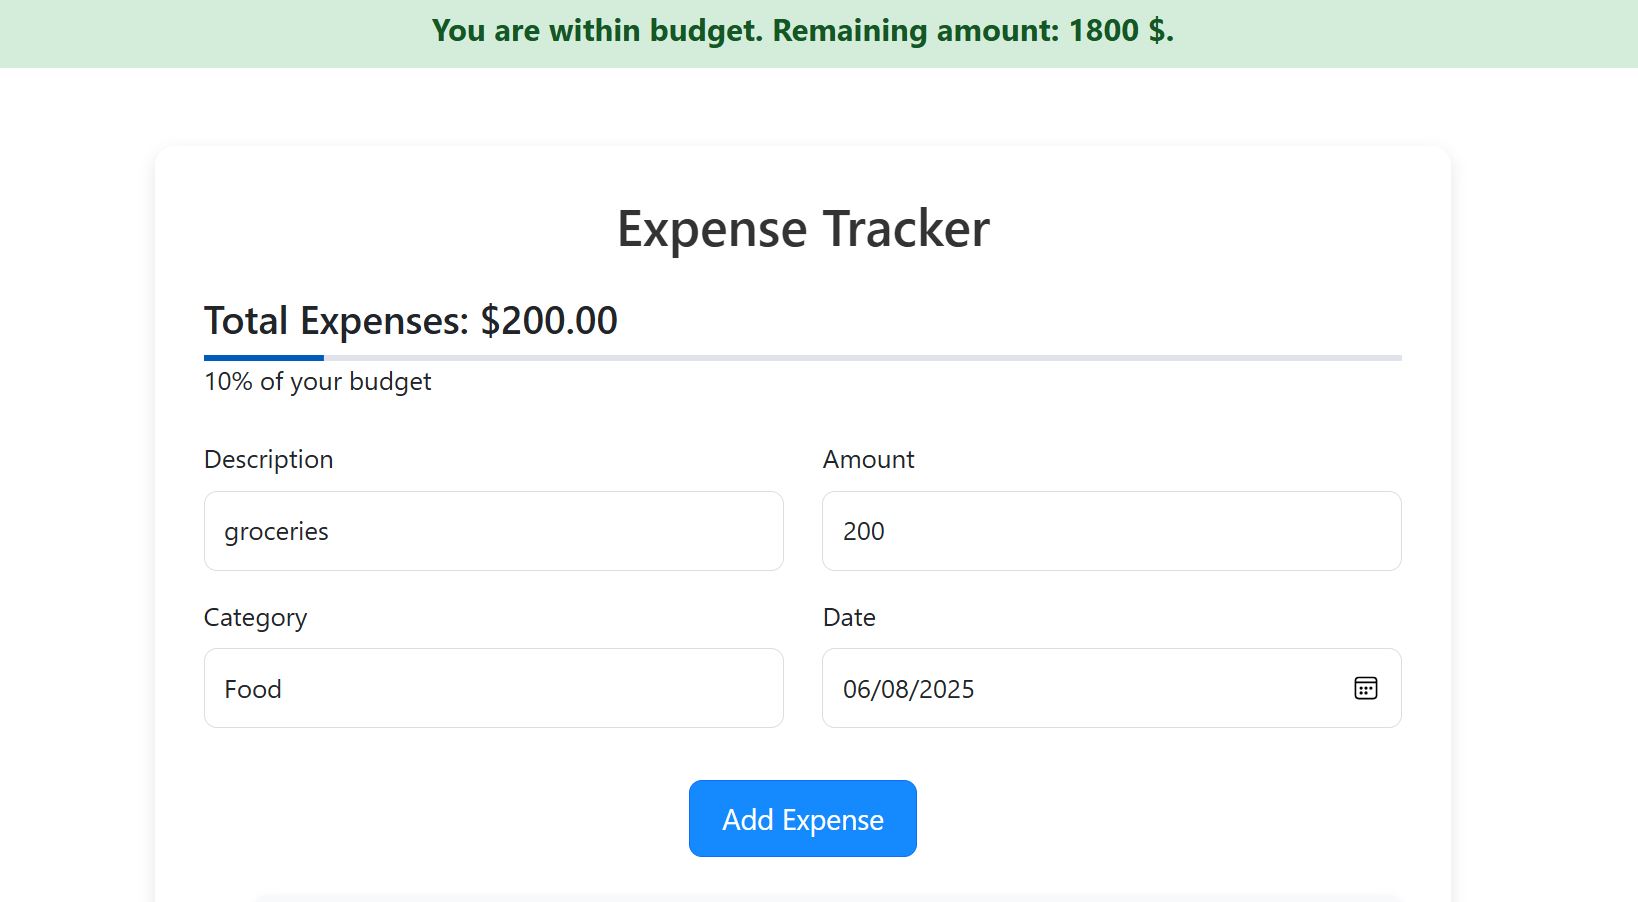 You are within budget. Remaining amount: 1800 $.
Expense Tracker
Total Expenses: $200.00
10% of your budget
Description
Amount
groceries
200
Category
Date
Food
06/08/2025
Add Expense